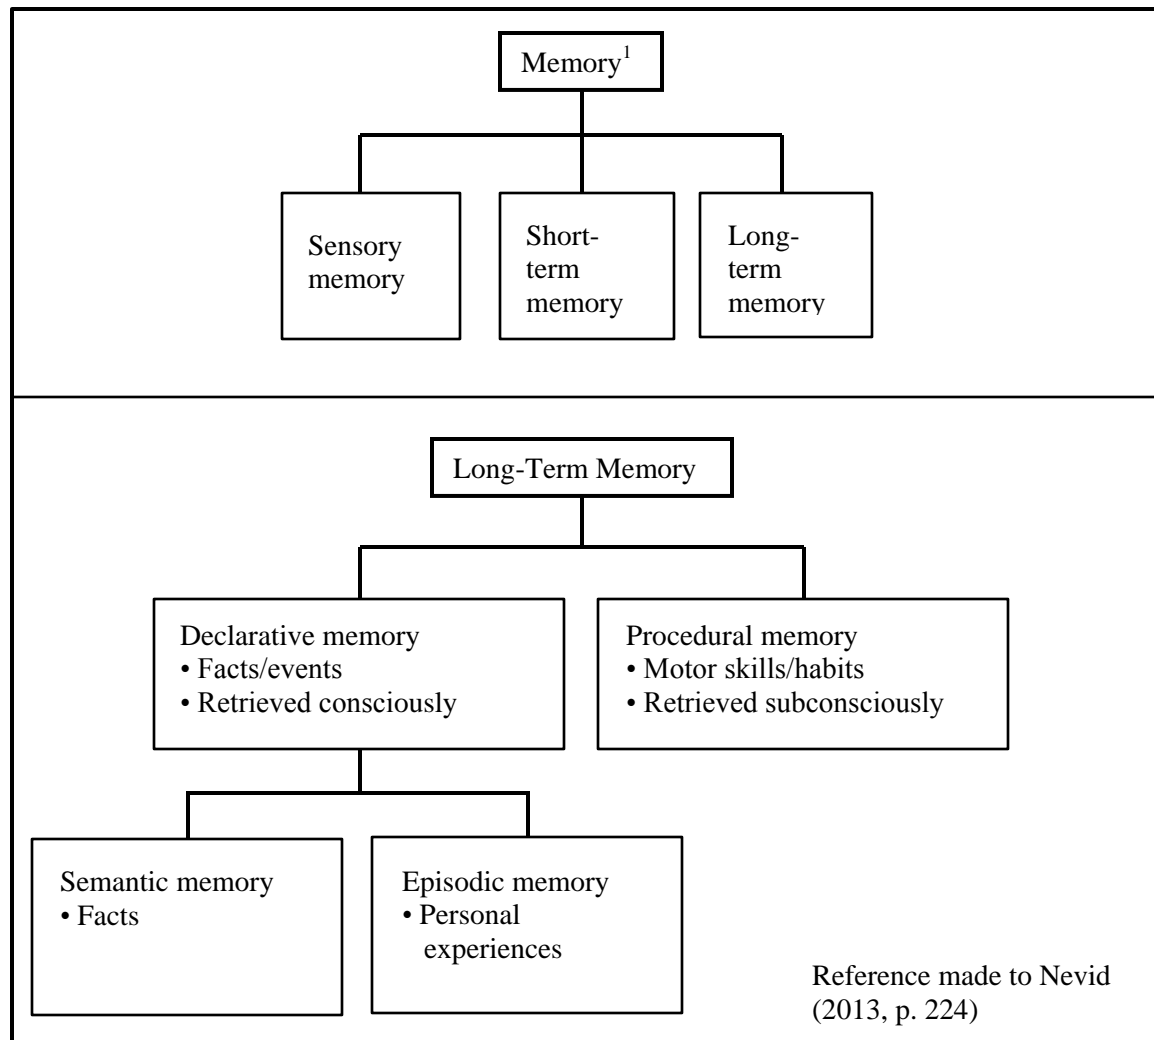 Memory1
Sensory
memory
Short-
term
memory
Long-
term
memory
Long-Term Memory
Declarative memory
• Facts/events
• Retrieved consciously
Procedural memory
• Motor skills/habits
• Retrieved subconsciously
Semantic memory
• Facts
Episodic memory
• Personal
experiences
Reference made to Nevid
(2013, p. 224)